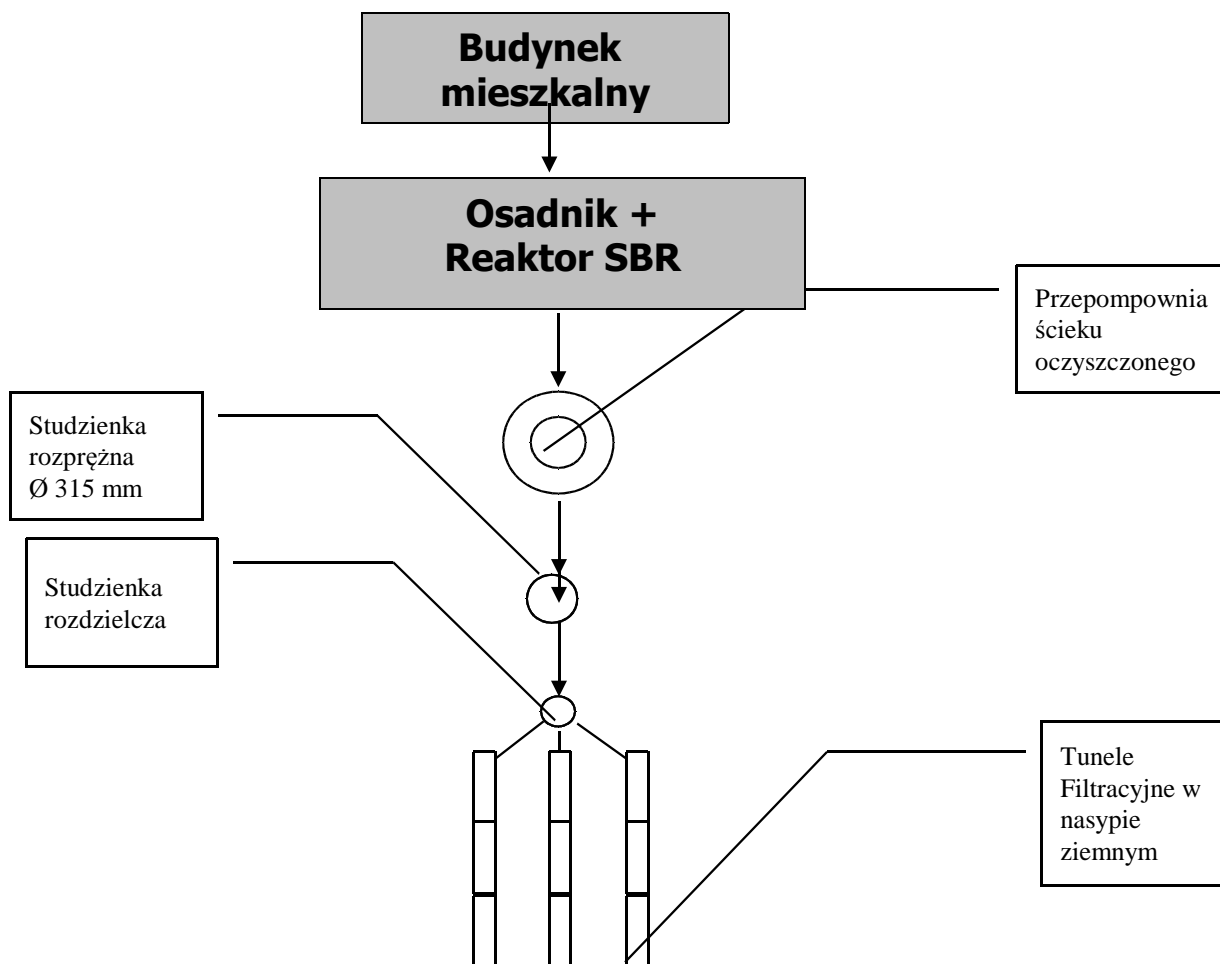 Budynek
mieszkalny
Osadnik +
Reaktor SBR
Przepompownia
ścieku
oczyszczonego
Studzienka
rozprężna
Ø 315 mm
Studzienka
rozdzielcza
Tunele
Filtracyjne w
nasypie
ziemnym